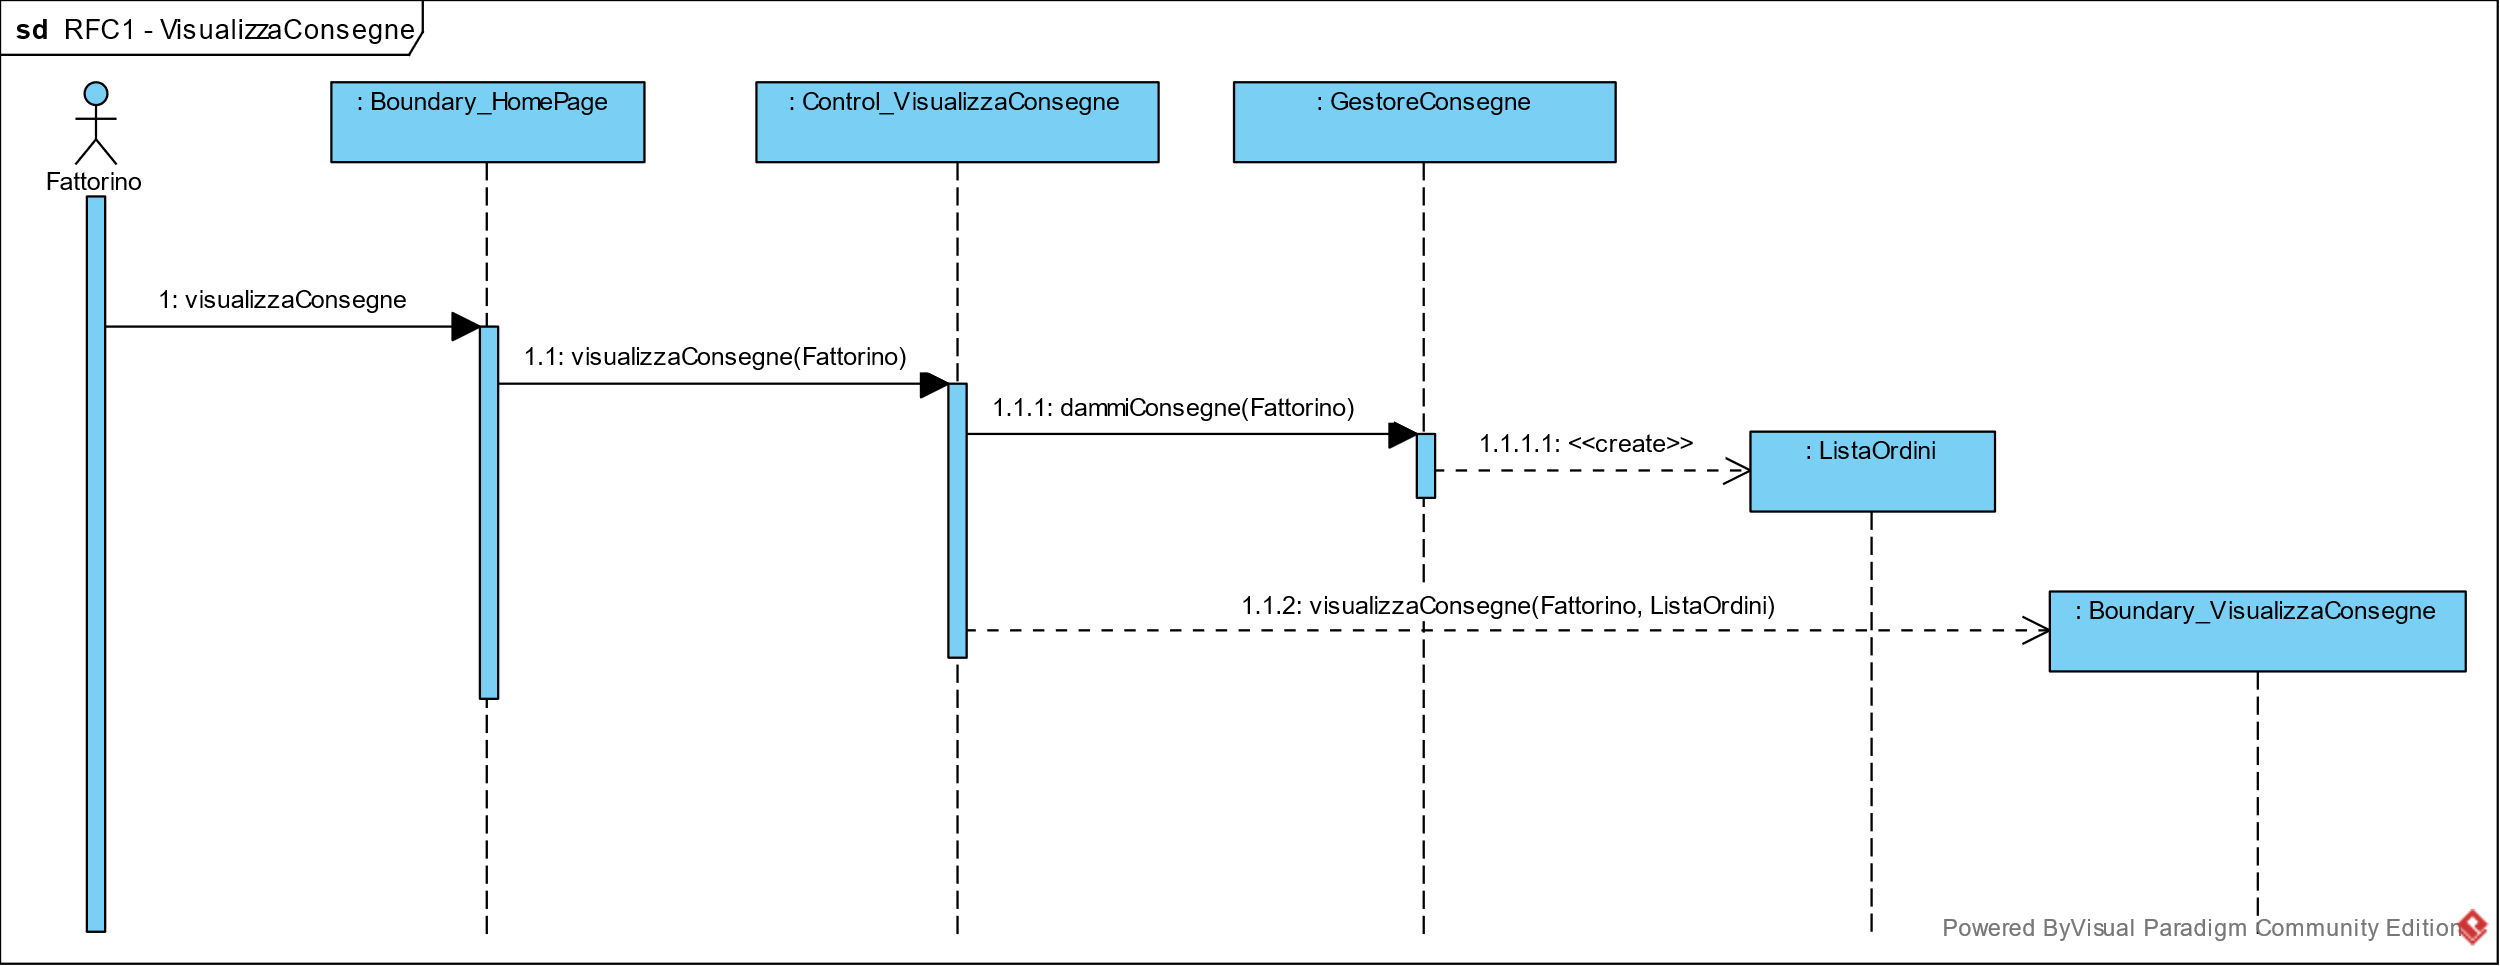 sd RFC1 - VisualizzaConsegne
Fattorino
: Boundary_HomePage
: Control_VisualizzaConsegne
: GestoreConsegne
1: visualizzaConsegne
1.1: visualizzaConsegne(Fattorino)
1.1.1: dammiConsegne(Fattorino)
1.1.1.1: <<create>>
: ListaOrdini
1.1.2: visualizzaConsegne(Fattorino, ListaOrdini)
: Boundary_VisualizzaConsegne
Powered ByVisual Paradigm Community Edition